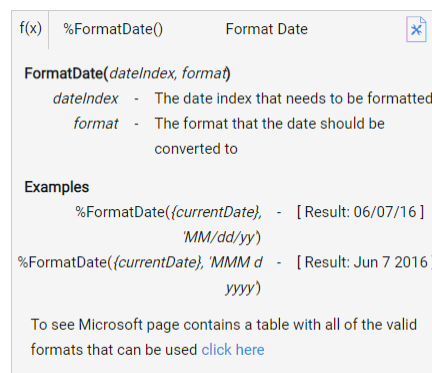 f(x) %FormatDate() Format Date
FormatDate(dateIndex, format)
dateIndex - The date index that needs to be formatted
format - The format that the date should be
converted to
Examples
%FormatDate({currentDate}, - [ Result: 06/07/16 ]
'MM/dd/yy')
%FormatDate({currentDate}, 'MMM d - [ Result: Jun 7 2016 ]
yyyy')
To see Microsoft page contains a table with all of the valid
formats that can be used click here